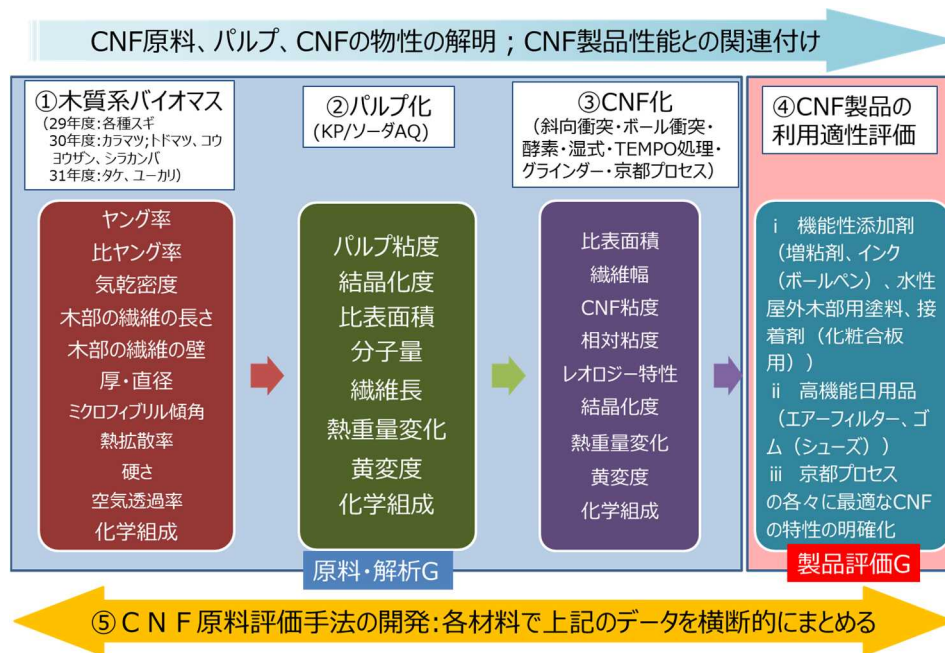 CNF原料、パルプ、CNFの物性の解明；CNF製品性能との関連付け
①木質系バイオマス
(29年度:各種スギ
30年度:カラマツ;トドマツ、コウ
ヨウザン、シラカンバ
31年度:タケ、ユーカリ)
ヤング率
比ヤング率
気乾密度
木部の繊維の長さ
木部の繊維の壁
厚・直径
ミクロフィブリル傾角
熱拡散率
硬さ
空気透過率
化学組成
②パルプ化
(KP/ソーダAQ)
パルプ粘度
結晶化度
比表面積
分子量
繊維長
熱重量変化
黄変度
化学組成
③CNF化
(斜向衝突・ボール衝突・
酵素・湿式・TEMPO処理・
グラインダー・京都プロセス)
比表面積
繊維幅
CNF粘度
相対粘度
レオロジー特性
結晶化度
熱重量変化
黄変度
化学組成
原料・解析G
④CNF製品の
利用適性評価
ⅰ 機能性添加剤
（増粘剤、インク
（ボールペン）、水性
屋外木部用塗料、接
着剤（化粧合板
用））
ⅱ 高機能日用品
（エアーフィルター、ゴ
ム（シューズ））
ⅲ 京都プロセス
の各々に最適なCNF
の特性の明確化
製品評価G
⑤ＣＮＦ原料評価手法の開発:各材料で上記のデータを横断的にまとめる